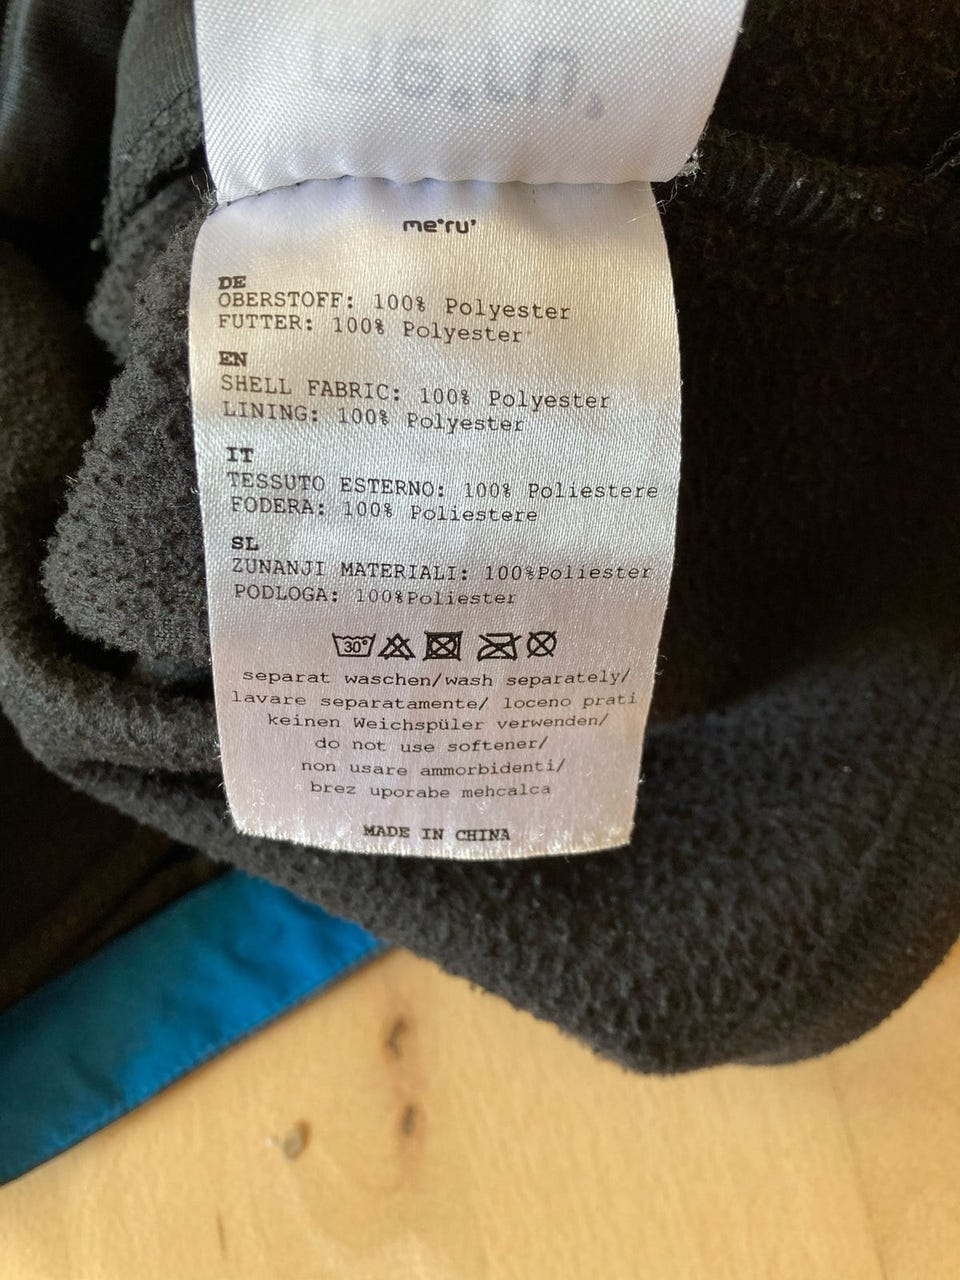 me°ru'
DE
OBERSTOFF: 100% Polyester
FUTTER: 100% Polyester
EN
SHELL FABRIC: 100% Polyester
LINING: 100% Polyester
IT
TESSUTO ESTERNO: 100% Poliestere
FODERA: 100% Poliestere
SL
ZUNANJI MATERIALI: 100%Poliester
PODLOGA: 100%Poliester
30°
separat waschen/wash separately/
lavare separatamente/ loceno prati
keinen Weichspüler verwenden/
do not use softener/
non usare ammorbidenti/
brez uporabe mehcalca
MADE IN CHINA